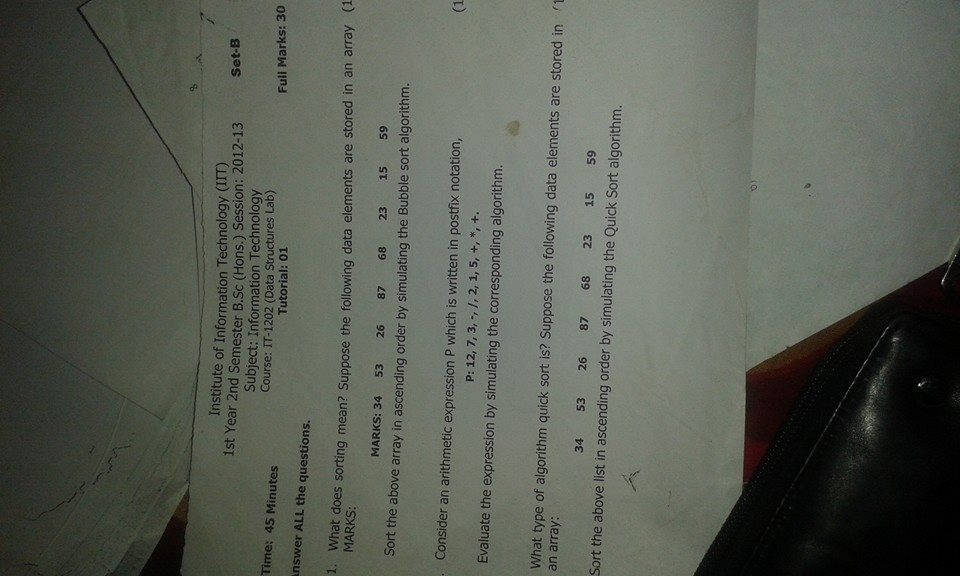 Institute of Information Technology (IIT)
1st Year 2nd Semester B.Sc (Hons.) Session: 2012-13 Set-B
Subject: Information Technology
Course: IT-1202 (Data Structures Lab)
Time: 45 Minutes Tutorial: 01 Full Marks: 30
Answer ALL the questions.
1. What does sorting mean? Suppose the following data elements are stored in an array (1
MARKS:
MARKS: 34 53 26 87 68 23 15 59
Sort the above array in ascending order by simulating the Bubble sort algorithm.
. Consider an arithmetic expression P which is written in postfix notation, (1
P: 12, 7, 3, -, /, 2, 1, 5, +, *, +.
Evaluate the expression by simulating the corresponding algorithm.
What type of algorithm quick sort is? Suppose the following data elements are stored in (1
an array:
34 53 26 87 68 23 15 59
Sort the above list in ascending order by simulating the Quick Sort algorithm.